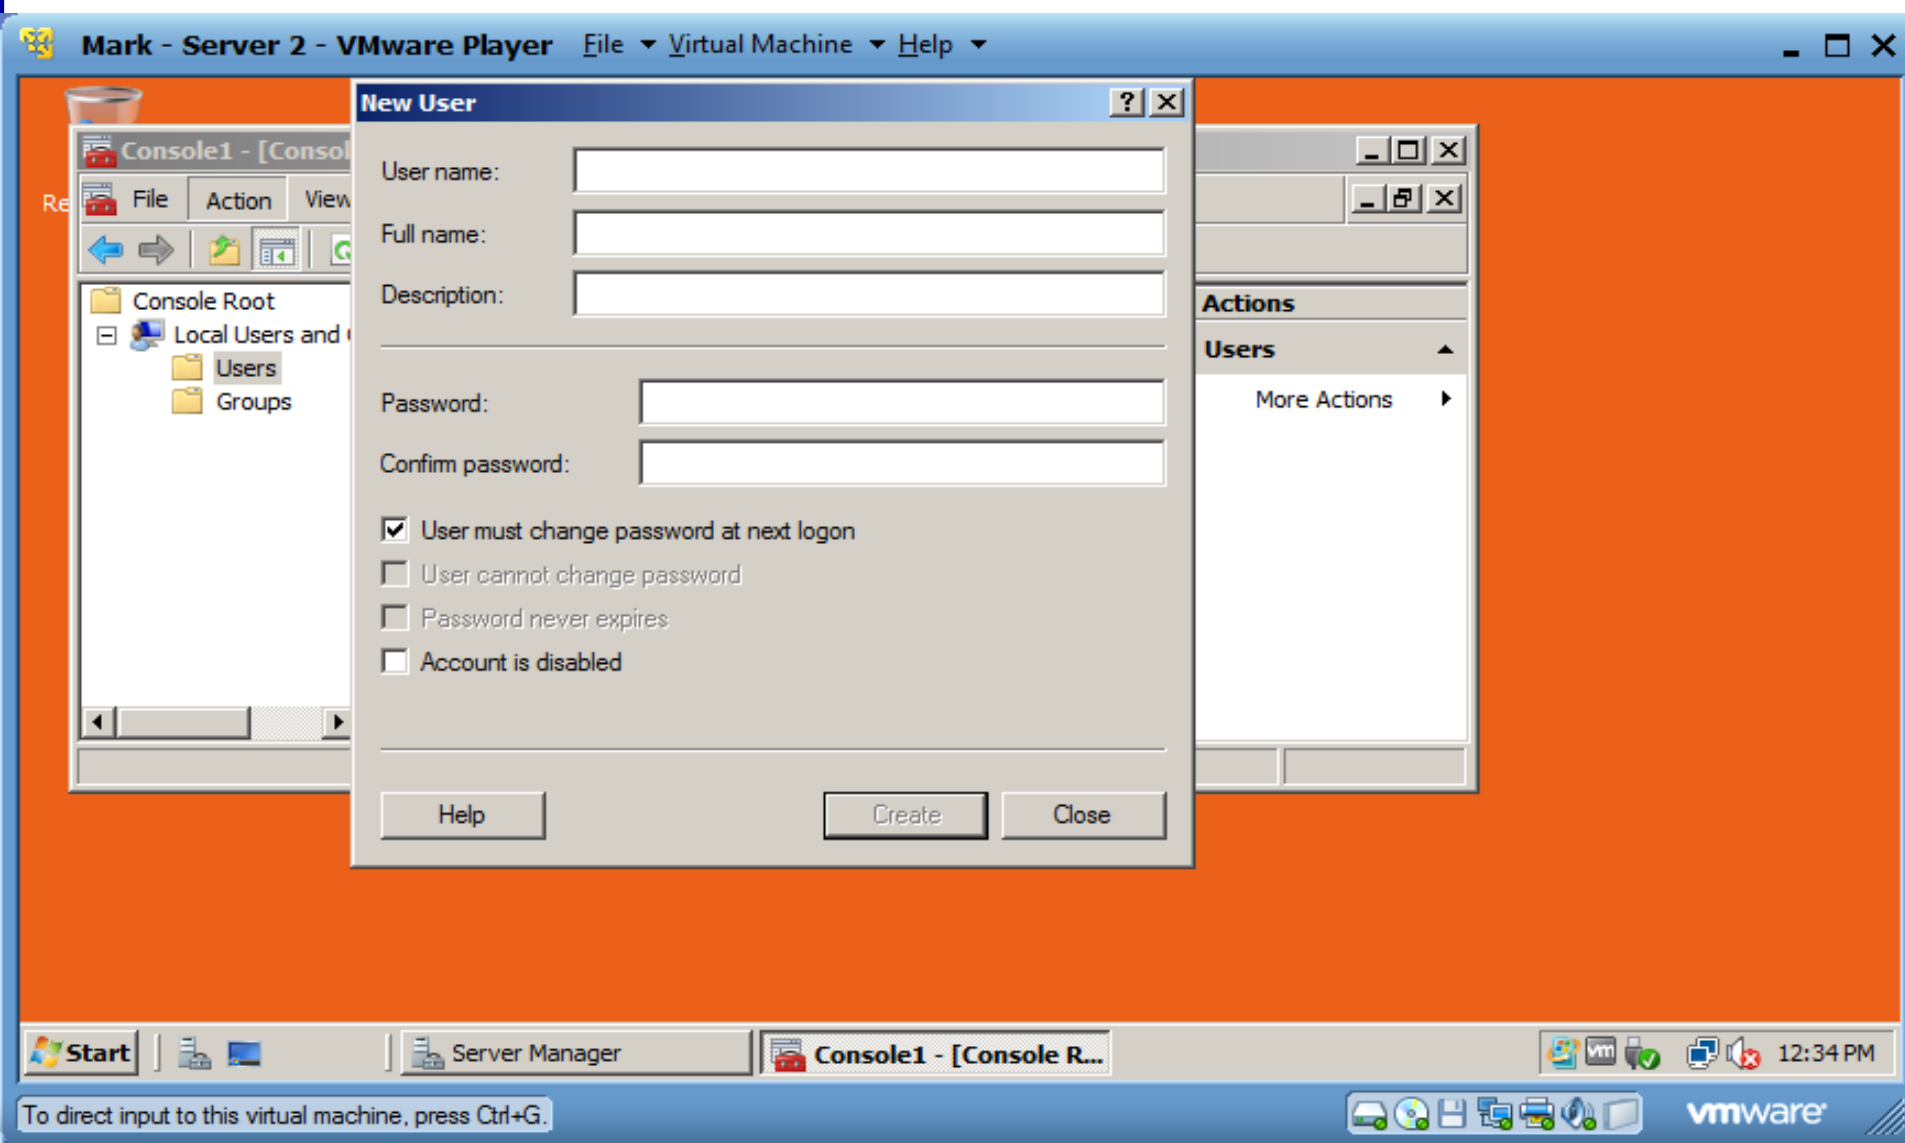 Mark - Server 2 - VMware Player File Virtual Machine Help
New User
Console1 - [Consol
File Action View
Re
User name:
Full name:
Description:
Console Root
Local Users and
Users
Groups
Password:
Confirm password:
User must change password at next logon
User cannot change password
Password never expires
Account is disabled
Help Create Close
Actions
Users
More Actions
Start Server Manager Console1 - [Console R... vm 12:34 PM
To direct input to this virtual machine, press Ctrl+G. vmware